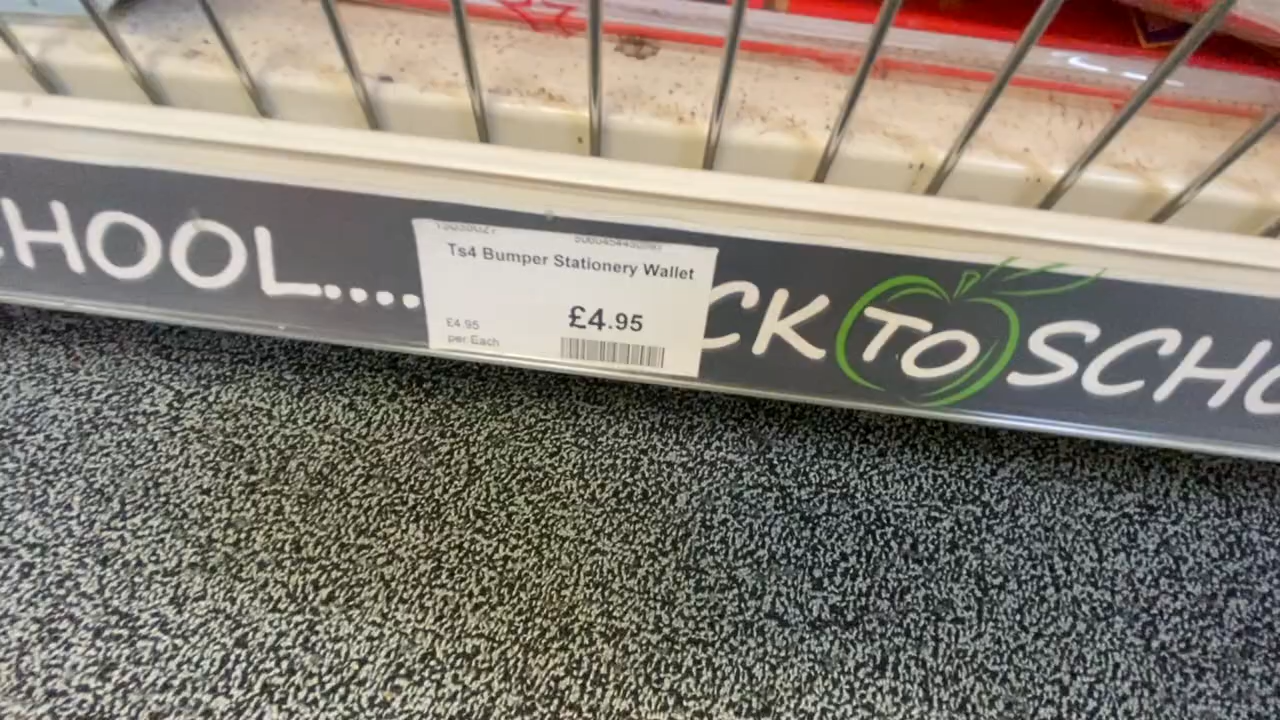 HOOL....
Ts4 Bumper Stationery Wallet
£4.95
£4.95
per Each
CK TO SCHO